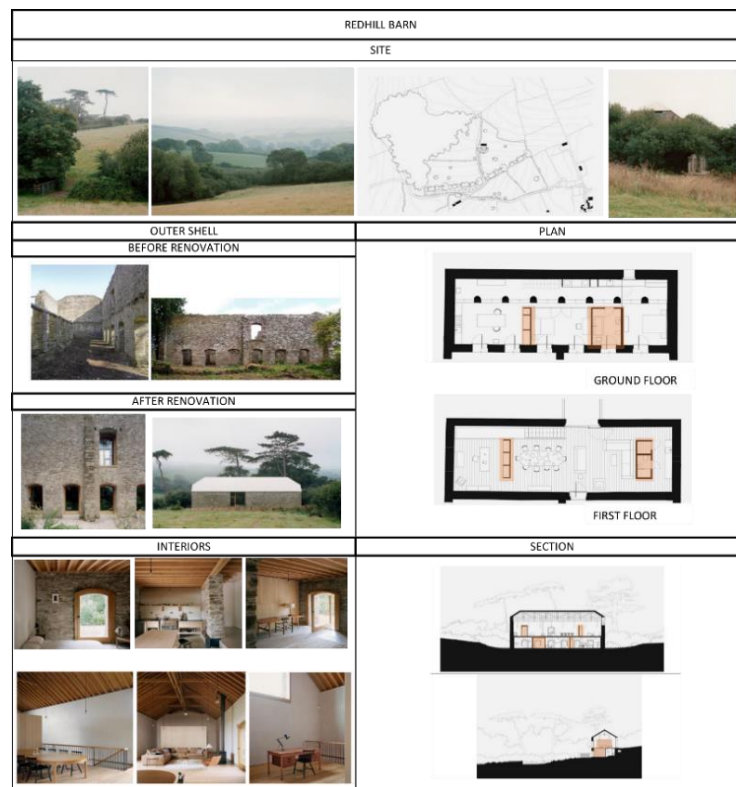 REDHILL BARN
SITE
OUTER SHELL
PLAN
BEFORE RENOVATION
GROUND FLOOR
AFTER RENOVATION
FIRST FLOOR
INTERIORS
SECTION